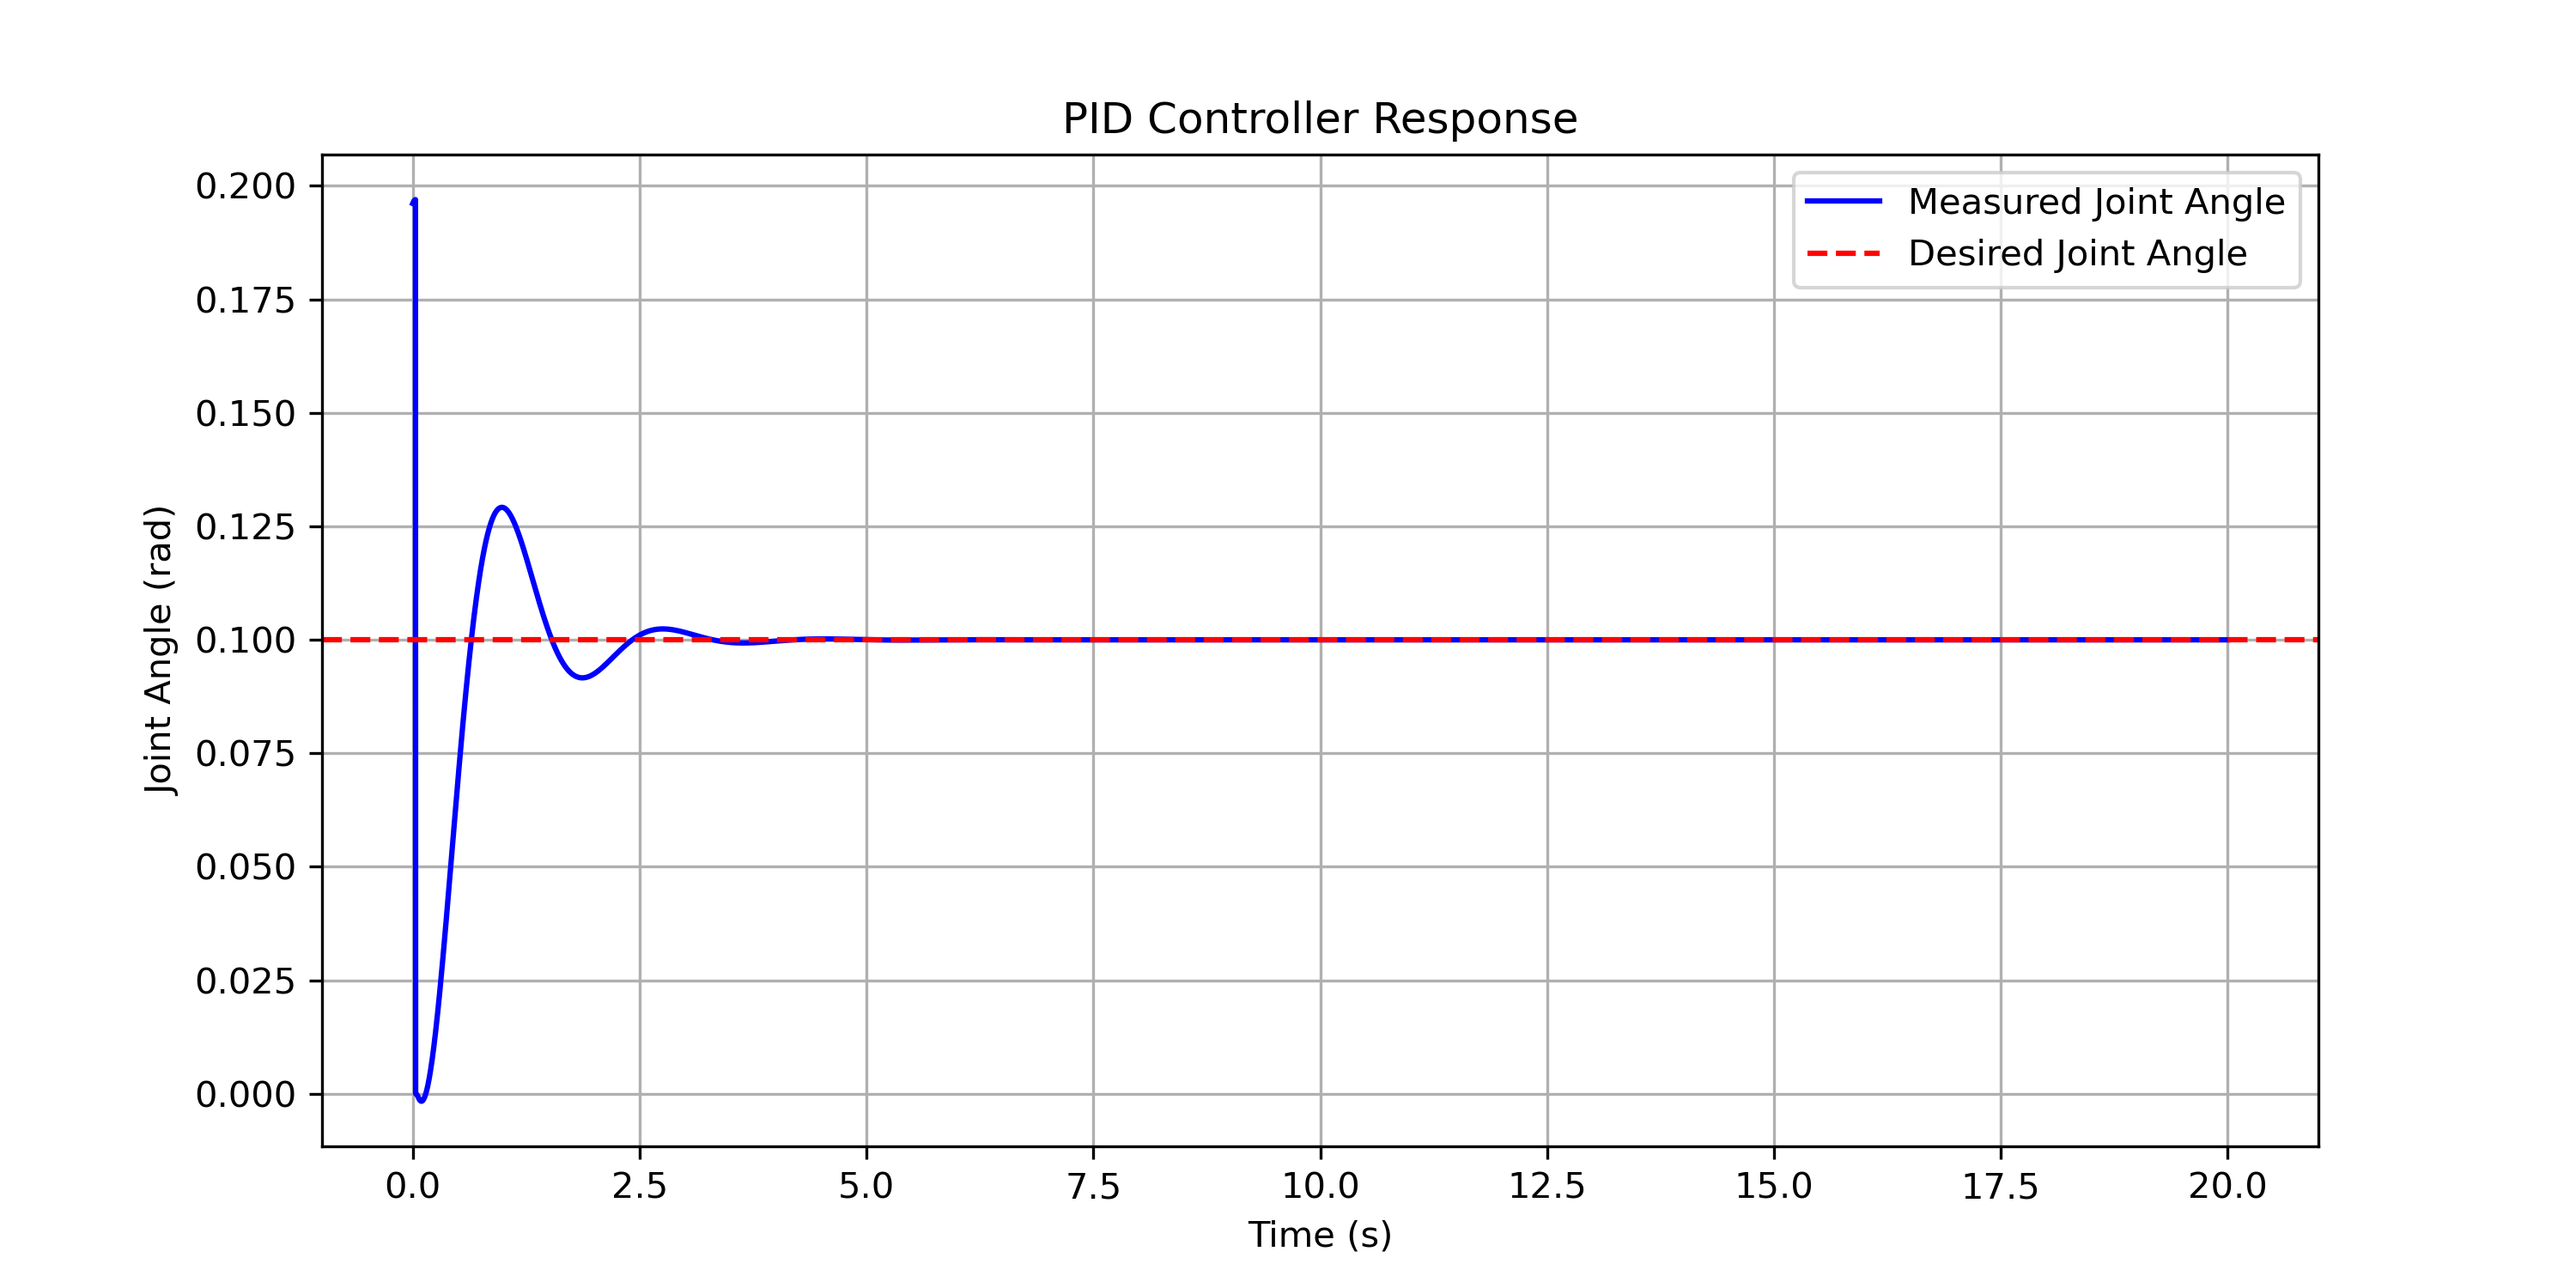 PID Controller Response
Measured Joint Angle
Desired Joint Angle
Joint Angle (rad)
0.200
0.175
0.150
0.125
0.100
0.075
0.050
0.025
0.000
0.0 2.5 5.0 7.5 10.0 12.5 15.0 17.5 20.0
Time (s)